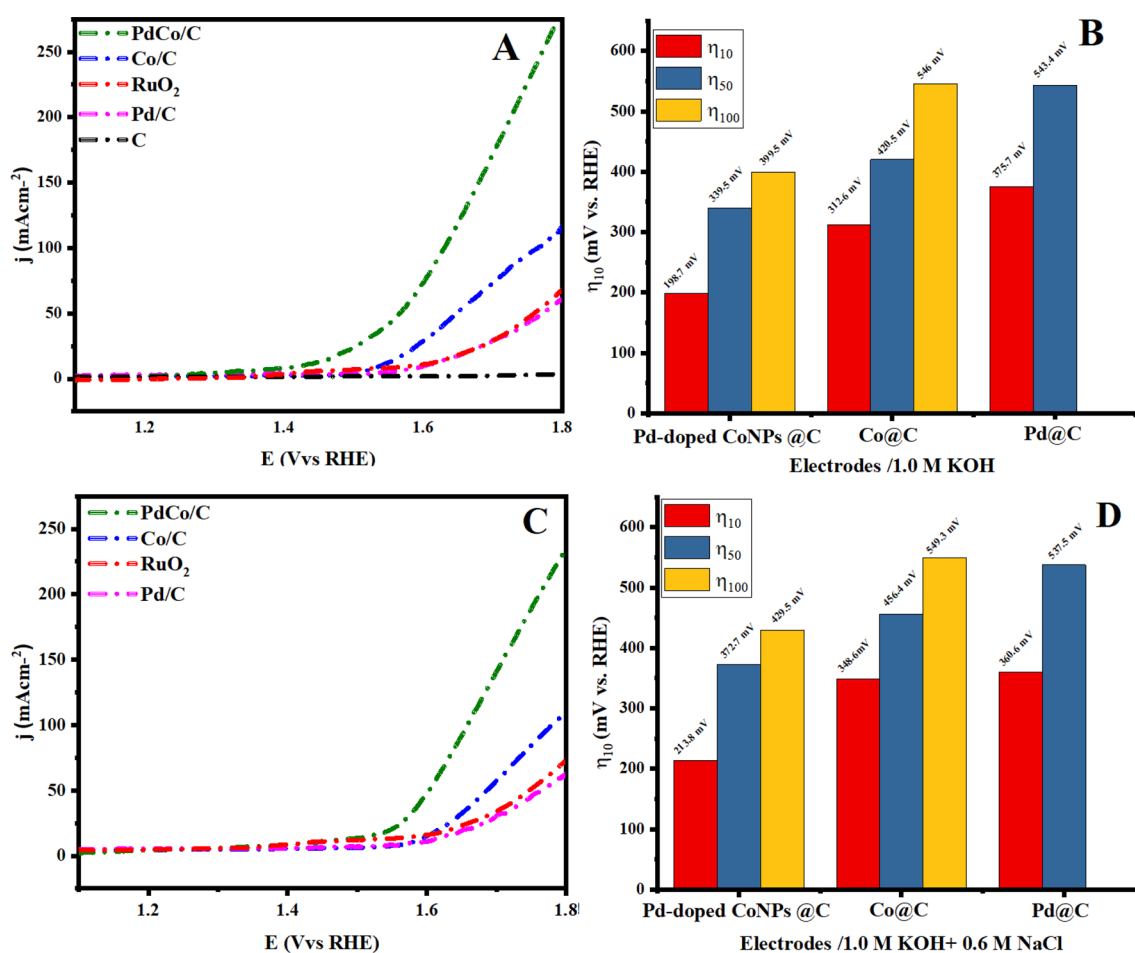 A
PdCo/C
Co/C
RuO₂
Pd/C
C
250
200
150
100
50
0
j (mAcm-²)
1.2
1.4
1.6
1.8
E (Vvs RHE)
B
η₁₀
η₅₀
η₁₀₀
600
500
400
300
200
100
0
η₁₀ (mV vs. RHE)
198.7 mV
339.5 mV
399.5 mV
312.6 mV
420.5 mV
546 mV
375.7 mV
543.4 mV
Pd-doped CoNPs @C
Co@C
Pd@C
Electrodes /1.0 M KOH
C
PdCo/C
Co/C
RuO₂
Pd/C
250
200
150
100
50
0
j (mAcm-²)
1.2
1.4
1.6
1.8
E (Vvs RHE)
D
η₁₀
η₅₀
η₁₀₀
600
500
400
300
200
100
0
η₁₀ (mV vs. RHE)
213.8 mV
372.7 mV
429.5 mV
348.6mV
456.4 mV
549.3 mV
360.6 mV
537.5 mV
Pd-doped CoNPs @C
Co@C
Pd@C
Electrodes /1.0 M KOH+ 0.6 M NaCl